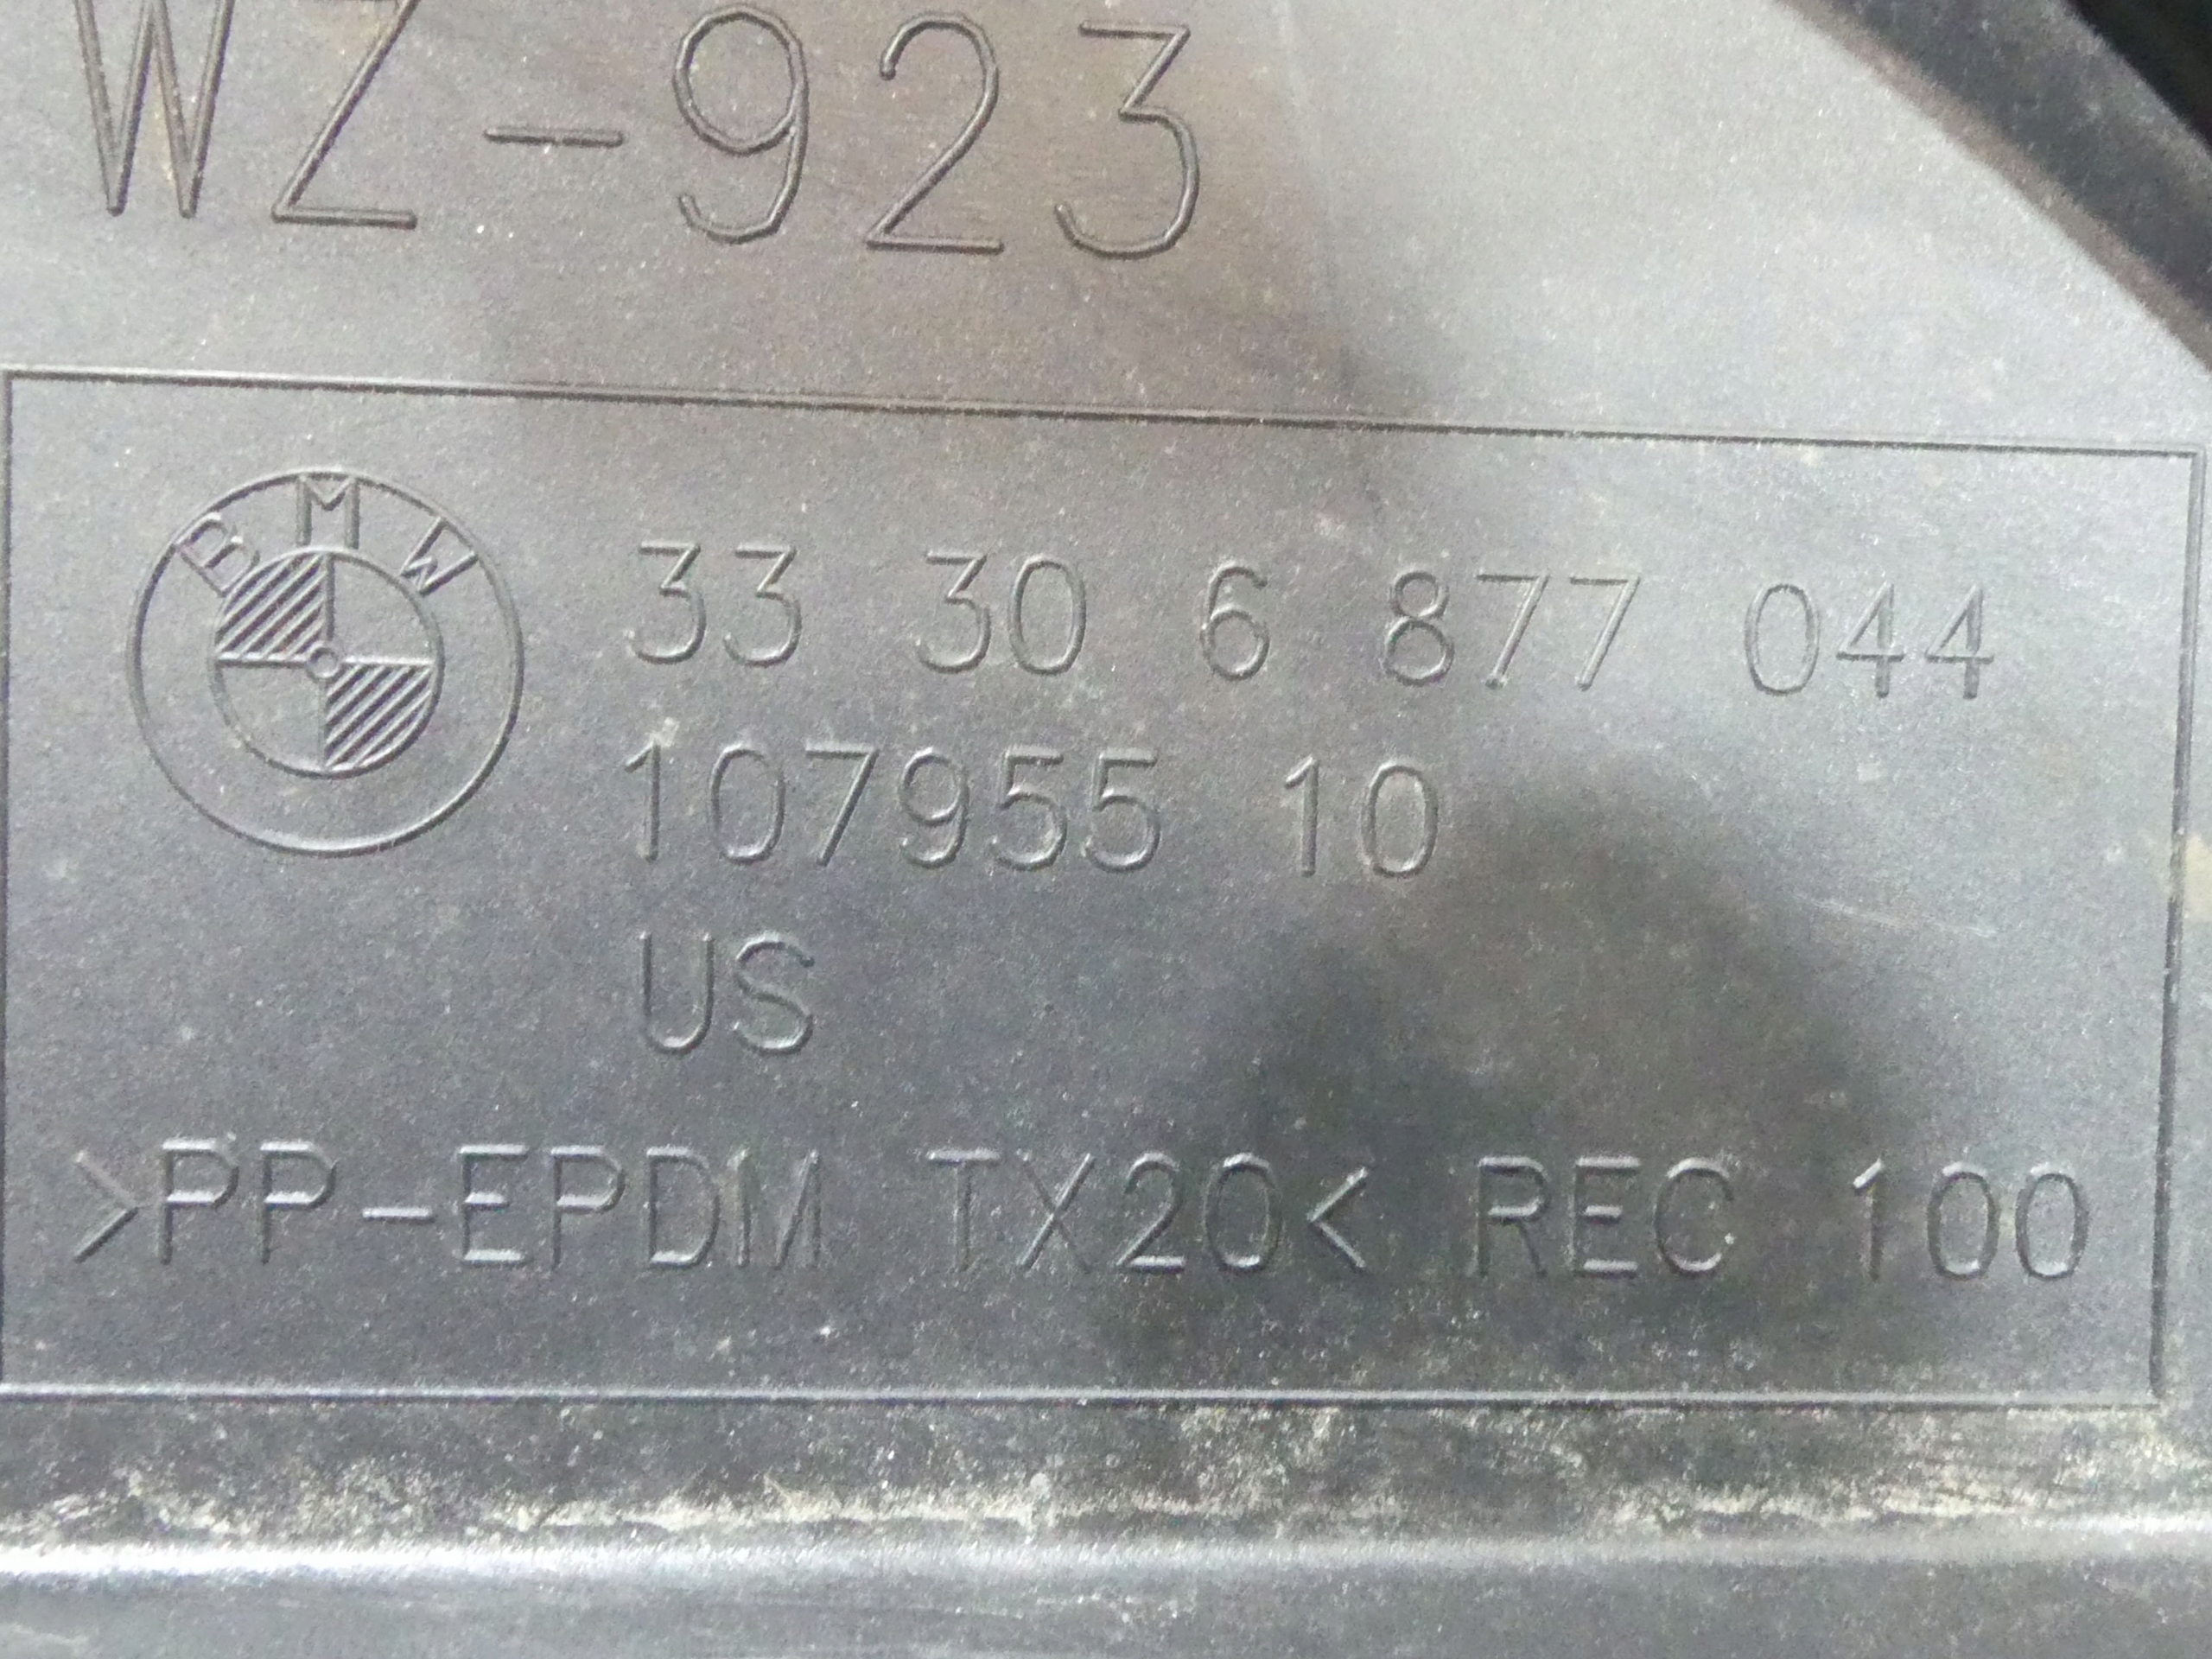 WZ-923
BMW
33 30 6 877 044
107955 10
US
>PP-EPDM TX20< REC 100